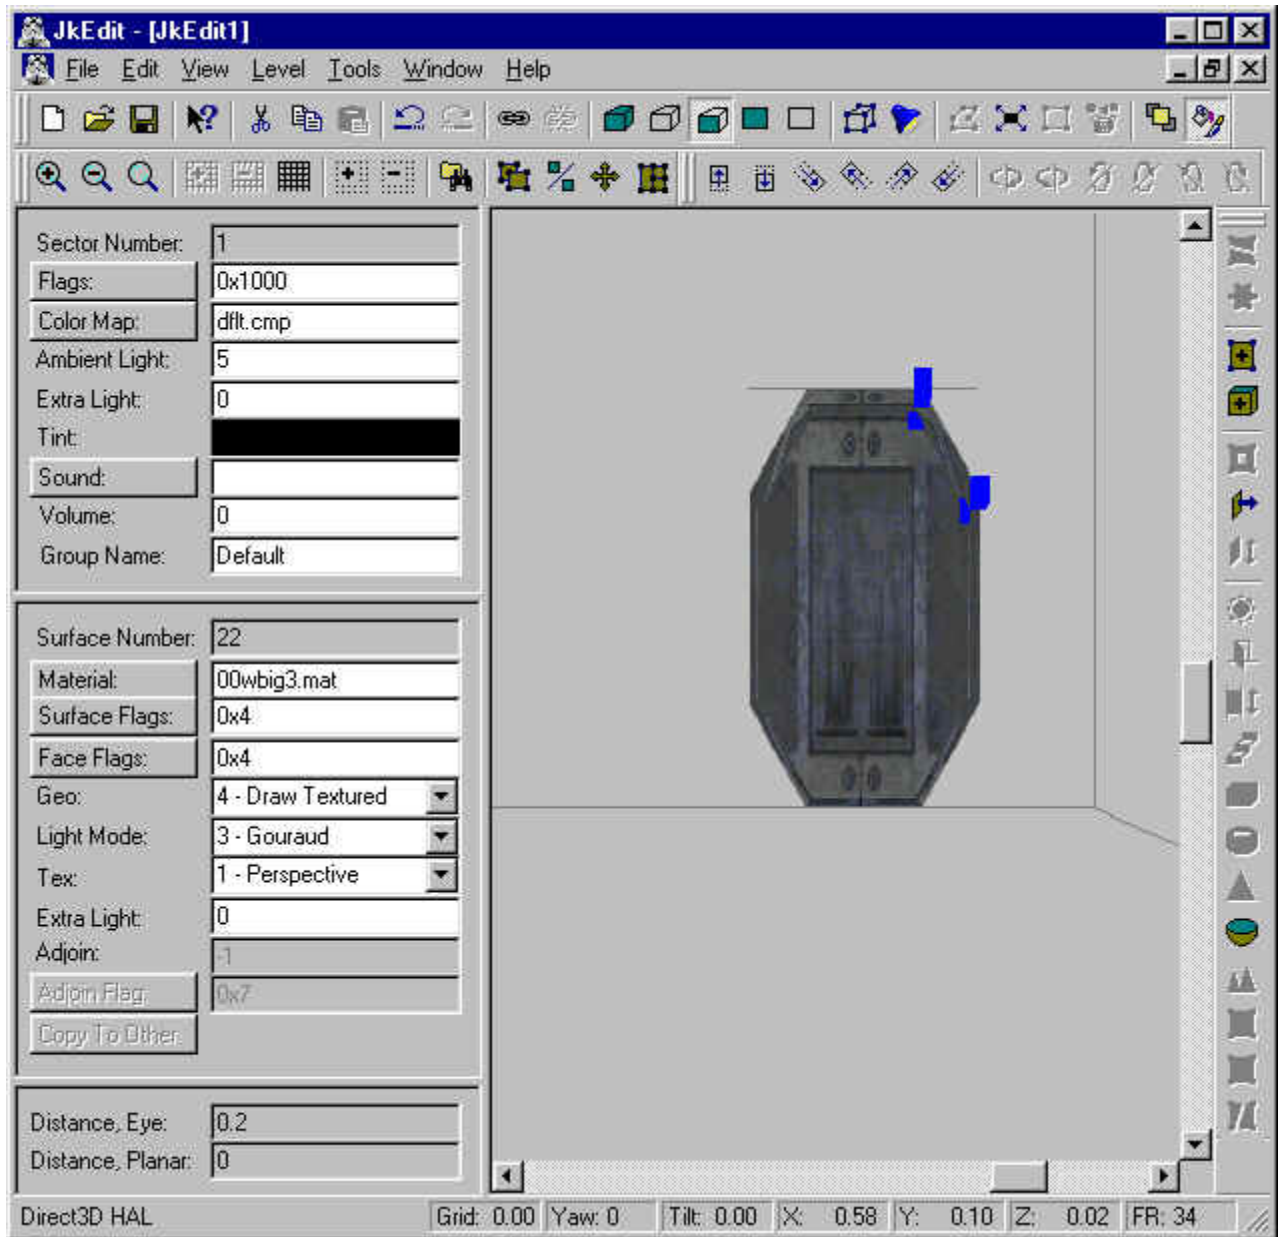 JkEdit - [JkEdit1]
File Edit View Level Tools Window Help
Sector Number: 1
Flags: 0x1000
Color Map: dflt.cmp
Ambient Light: 5
Extra Light: 0
Tint:
Sound:
Volume: 0
Group Name: Default
Surface Number: 22
Material: 00wbig3.mat
Surface Flags: 0x4
Face Flags: 0x4
Geo: 4 - Draw Textured
Light Mode: 3 - Gouraud
Tex: 1 - Perspective
Extra Light: 0
Adjoin: -1
Adjoin Flag: 0x7
Copy To Other:
Distance, Eye: 0.2
Distance, Planar: 0
Direct3D HAL Grid: 0.00 Yaw: 0 Tilt: 0.00 X: 0.58 Y: 0.10 Z: 0.02 FR: 34